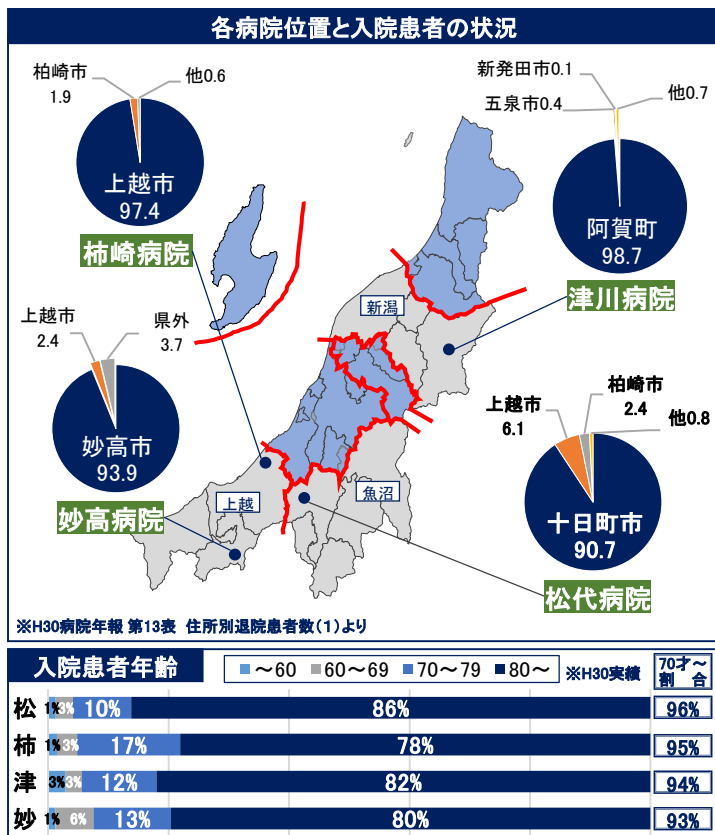 各病院位置と入院患者の状況
柏崎市
1.9
他0.6
上越市
97.4
柿崎病院
新発田市0.1
五泉市0.4
他0.7
阿賀町
98.7
津川病院
上越市
2.4
県外
3.7
妙高市
93.9
妙高病院
新潟
上越
魚沼
上越市
6.1
柏崎市
2.4
他0.8
十日町市
90.7
松代病院
※H30病院年報 第13表 住所別退院患者数(1)より
入院患者年齢
～60 60～69 70～79 80～
※H30実績
70才～
割 合
松 1% 3% 10% 86% 96%
柿 1% 3% 17% 78% 95%
津 3% 3% 12% 82% 94%
妙 1% 6% 13% 80% 93%